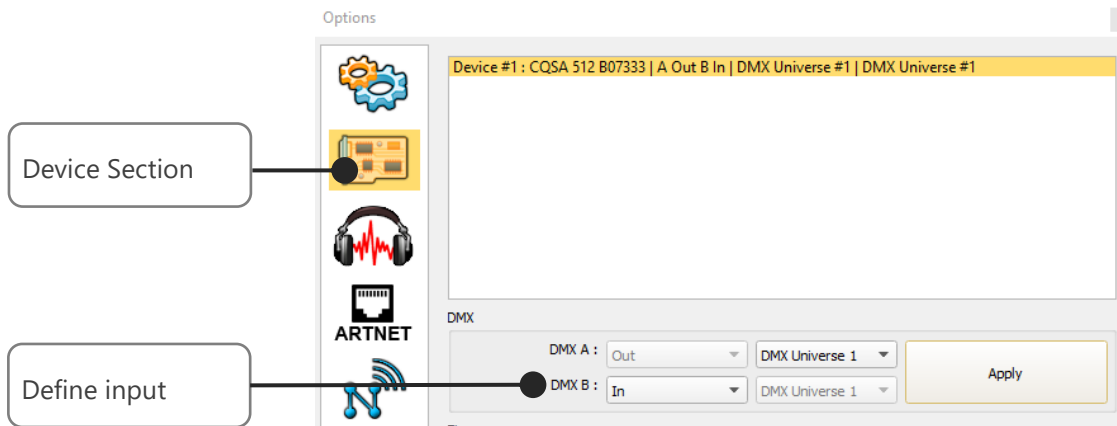 Options
Device #1 : CQSA 512 B07333 | A Out B In | DMX Universe #1 | DMX Universe #1
Device Section
ARTNET
DMX
DMX A : Out DMX Universe 1
Apply
DMX B : In DMX Universe 1
Define input